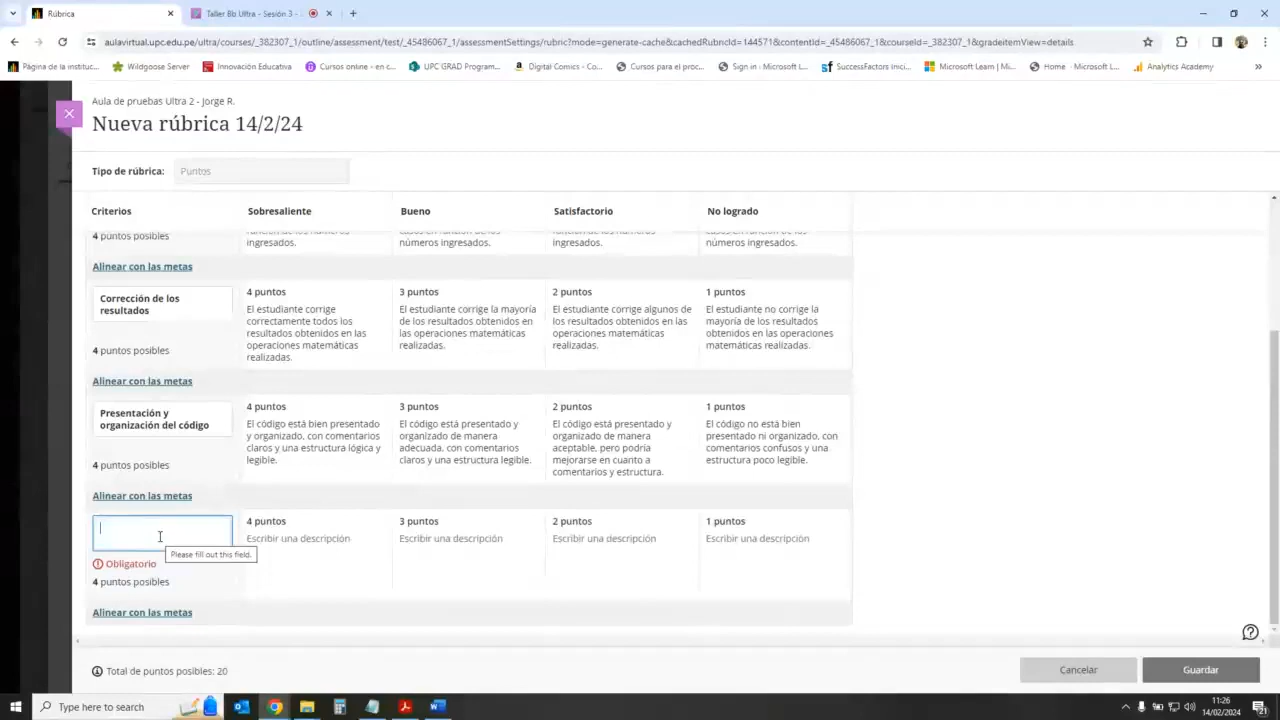 Rúbrica
Taller Bb Ultra - Sesión 3 -
aulavirtual.upc.edu.pe/ultra/courses/_382307_1/outline/assessment/test/_45486067_1/assessmentSettings/rubric?mode=generate-cache&cachedRubricId=144571&contentId=_45486067_1&courseId=_382307_1&gradeitemView=details
Página de la instituc...
Wildgoose Server
Innovación Educativa
Cursos online - en c...
UPC GRAD Program...
Digital Comics - Co...
Cursos para el proc...
Sign in · Microsoft L...
SuccessFactors Inici...
Microsoft Learn | Mi...
Home · Microsoft L...
Analytics Academy
»
Aula de pruebas Ultra 2 - Jorge R.
Nueva rúbrica 14/2/24
Tipo de rúbrica:
Puntos
Criterios
Sobresaliente
Bueno
Satisfactorio
No logrado
4 puntos posibles
ingresados.
números ingresados.
ingresados.
números ingresados.
Alinear con las metas
Corrección de los
resultados
4 puntos posibles
4 puntos
El estudiante corrige
correctamente todos los
resultados obtenidos en las
operaciones matemáticas
realizadas.
3 puntos
El estudiante corrige la mayoría
de los resultados obtenidos en
las operaciones matemáticas
realizadas.
2 puntos
El estudiante corrige algunos de
los resultados obtenidos en las
operaciones matemáticas
realizadas.
1 puntos
El estudiante no corrige la
mayoría de los resultados
obtenidos en las operaciones
matemáticas realizadas.
Alinear con las metas
Presentación y
organización del código
4 puntos posibles
4 puntos
El código está bien presentado
y organizado, con comentarios
claros y una estructura lógica y
legible.
3 puntos
El código está presentado y
organizado de manera
adecuada, con comentarios
claros y una estructura legible.
2 puntos
El código está presentado y
organizado de manera
aceptable, pero podría
mejorarse en cuanto a
comentarios y estructura.
1 puntos
El código no está bien
presentado ni organizado, con
comentarios confusos y una
estructura poco legible.
Alinear con las metas
Please fill out this field.
Obligatorio
4 puntos posibles
4 puntos
Escribir una descripción
3 puntos
Escribir una descripción
2 puntos
Escribir una descripción
1 puntos
Escribir una descripción
Alinear con las metas
Total de puntos posibles: 20
Cancelar
Guardar
Type here to search
11:26
14/02/2024
21